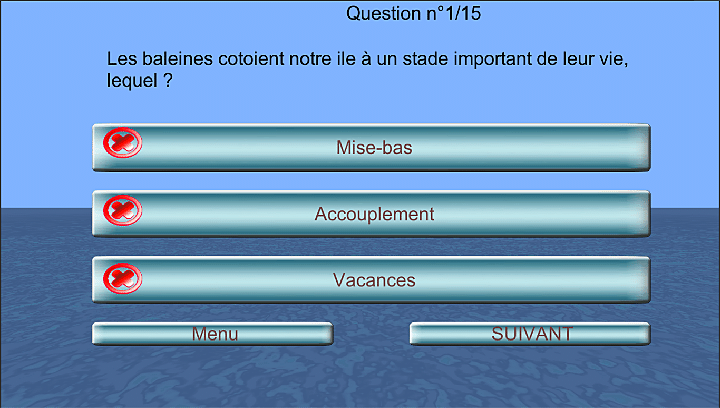 Question n°1/15
Les baleines cotoient notre ile à un stade important de leur vie,
lequel ?
Mise-bas
Accouplement
Vacances
Menu
SUIVANT